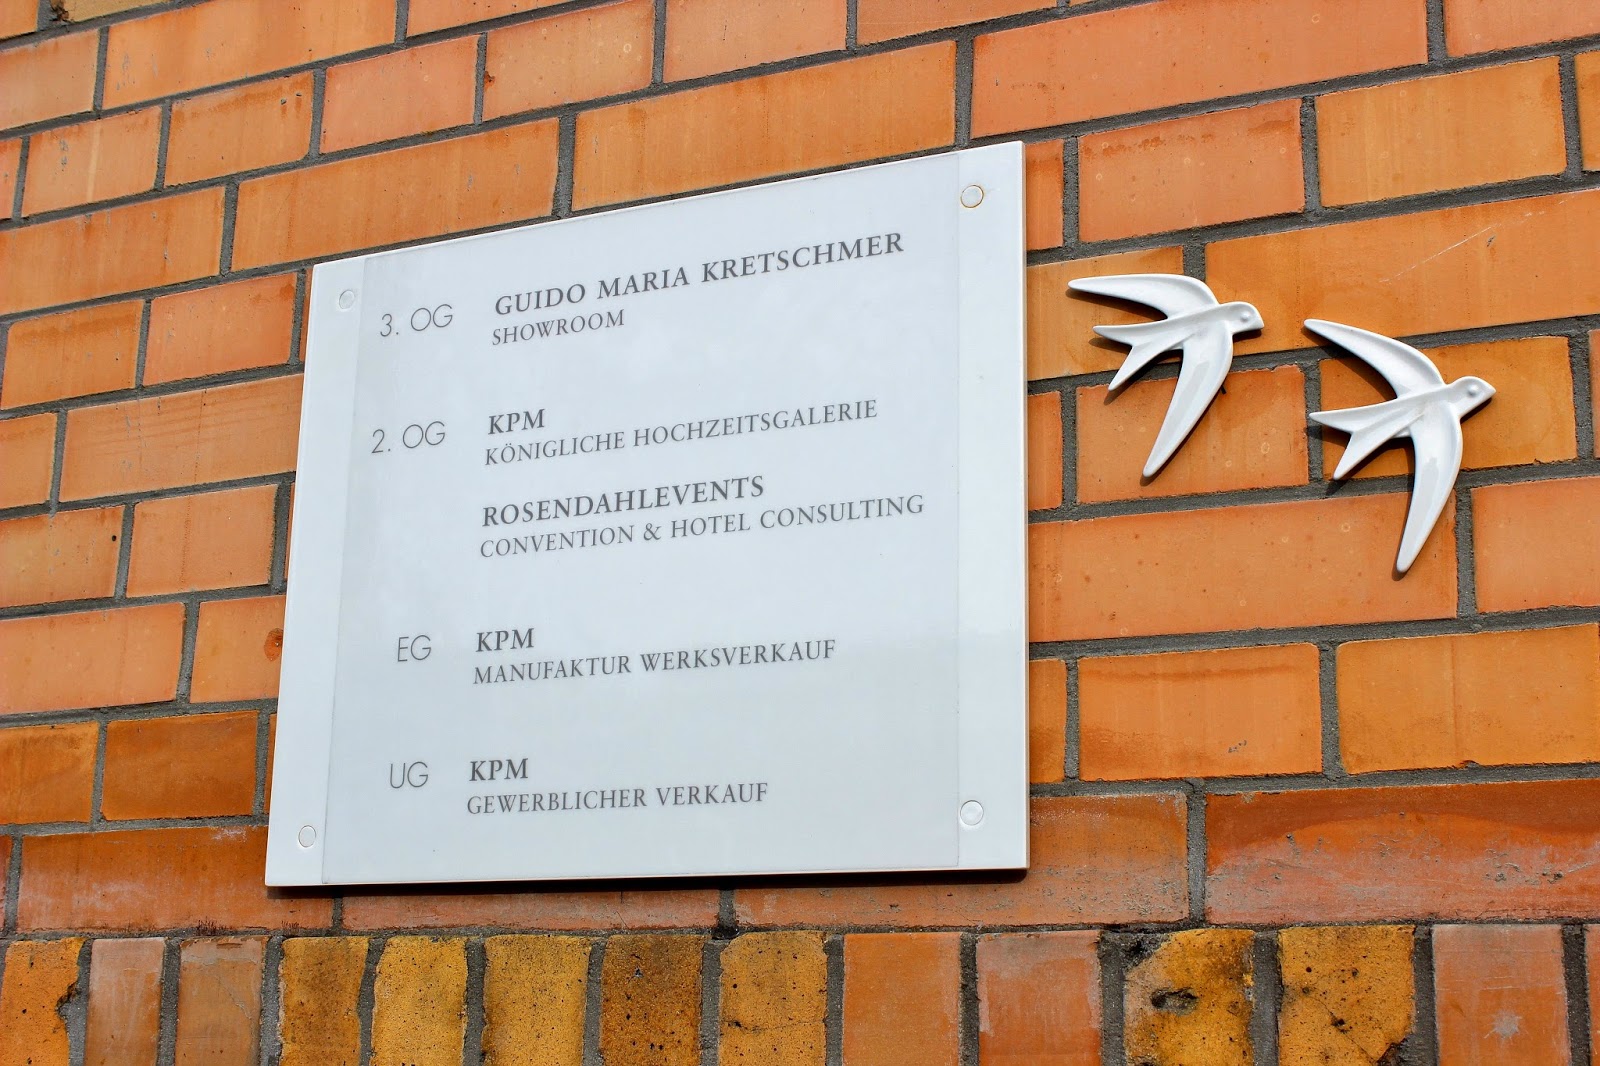 3. OG GUIDO MARIA KRETSCHMER
SHOWROOM
2. OG KPM
KÖNIGLICHE HOCHZEITSGALERIE
ROSENDAHLEVENTS
CONVENTION & HOTEL CONSULTING
EG KPM
MANUFAKTUR WERKSVERKAUF
UG KPM
GEWERBLICHER VERKAUF